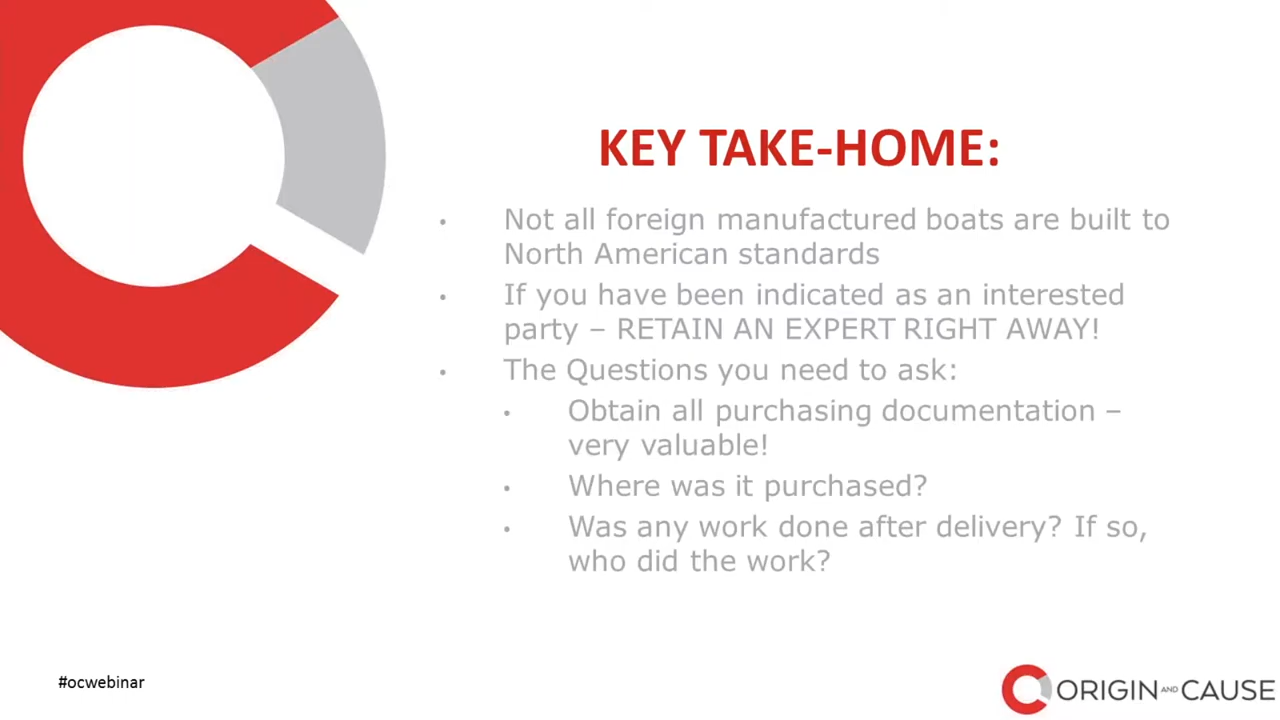 KEY TAKE-HOME:
• Not all foreign manufactured boats are built to
North American standards
• If you have been indicated as an interested
party – RETAIN AN EXPERT RIGHT AWAY!
• The Questions you need to ask:
• Obtain all purchasing documentation –
very valuable!
• Where was it purchased?
• Was any work done after delivery? If so,
who did the work?
#ocwebinar
ORIGIN AND CAUSE